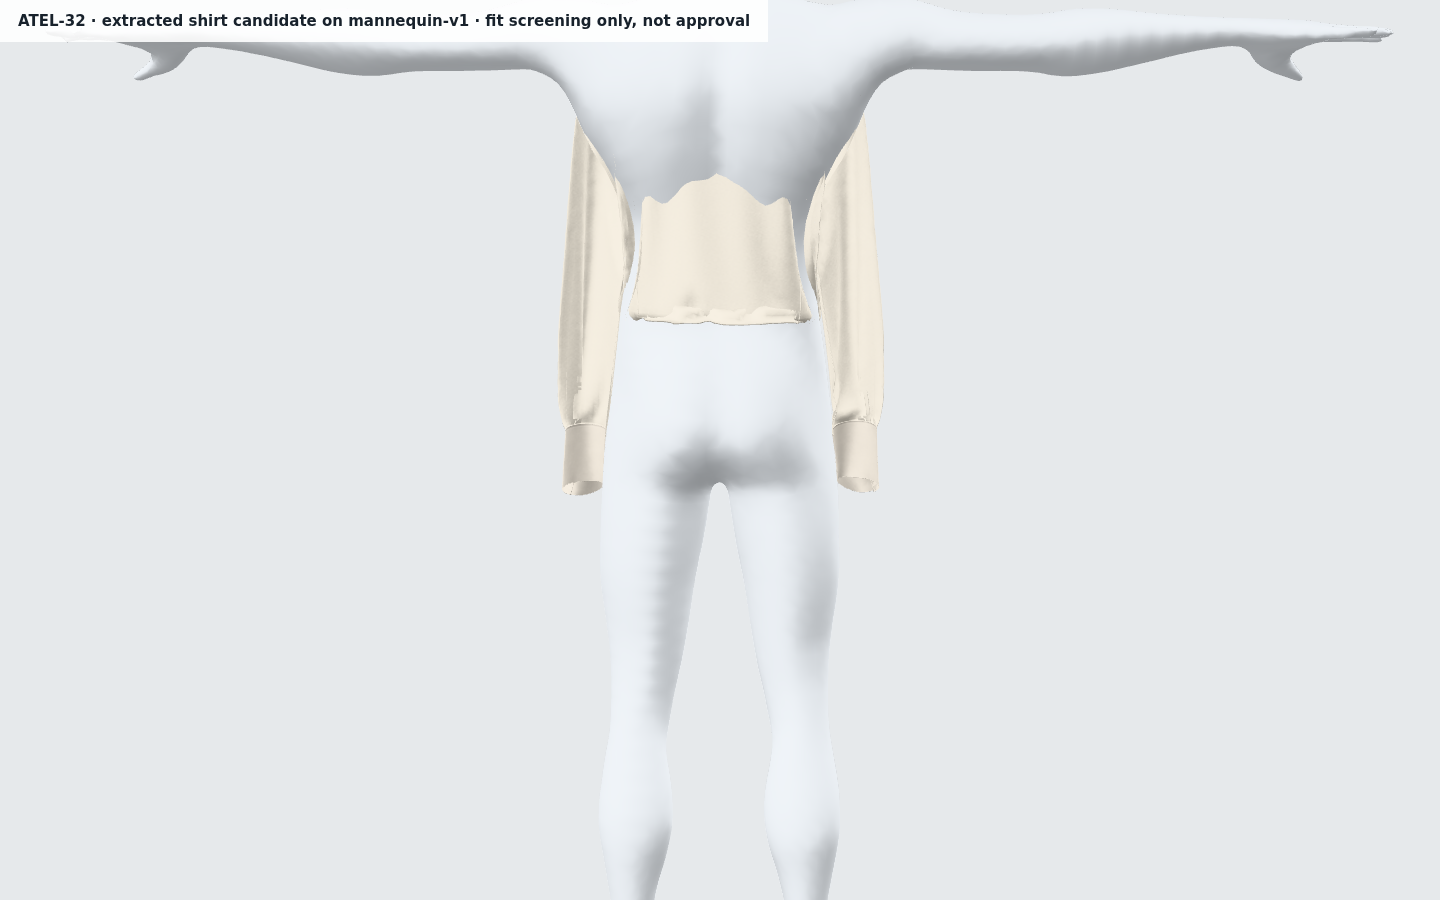 ATEL-32 · extracted shirt candidate on mannequin-v1 · fit screening only, not approval